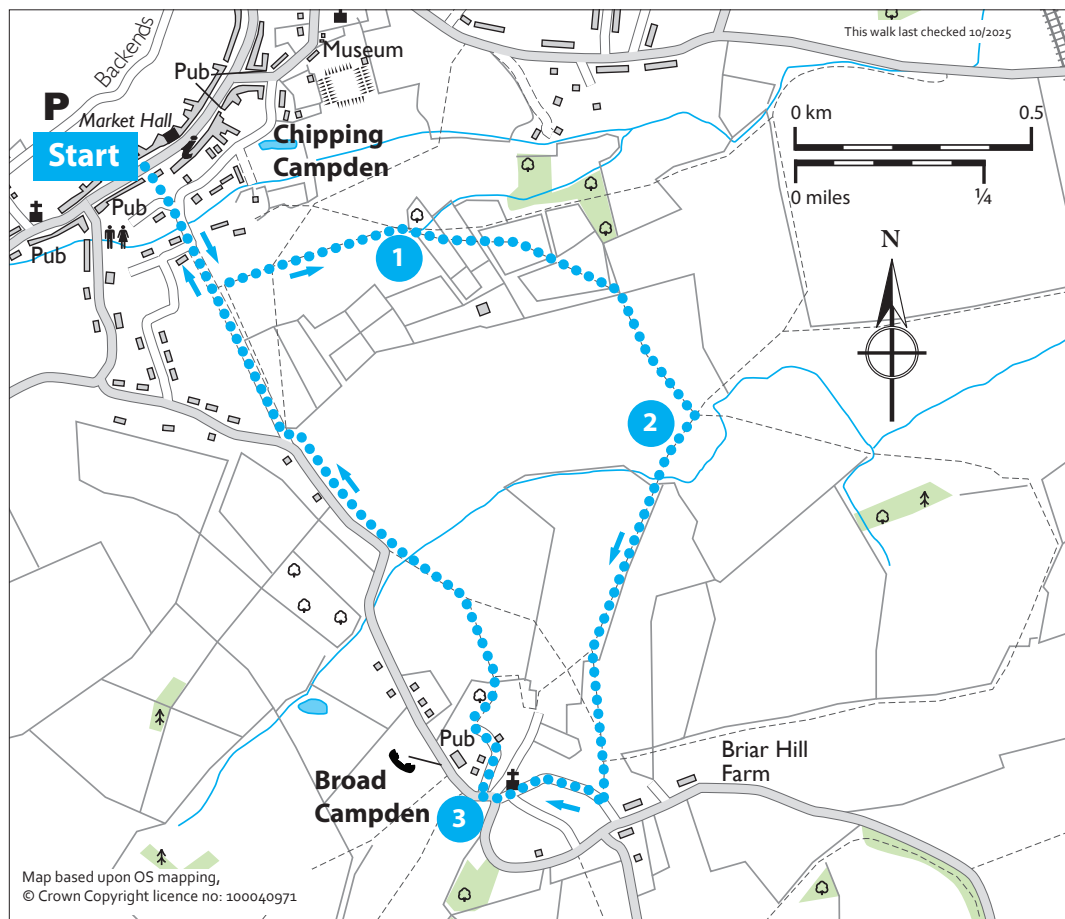 This walk last checked 10/2025
Backends
Museum
Pub
P
Market Hall
Start
Chipping
Campden
0 km 0.5
0 miles ¼
Pub
Pub
N
1
2
Pub
Briar Hill
Farm
Broad
Campden
3
Map based upon OS mapping,
© Crown Copyright licence no: 100040971